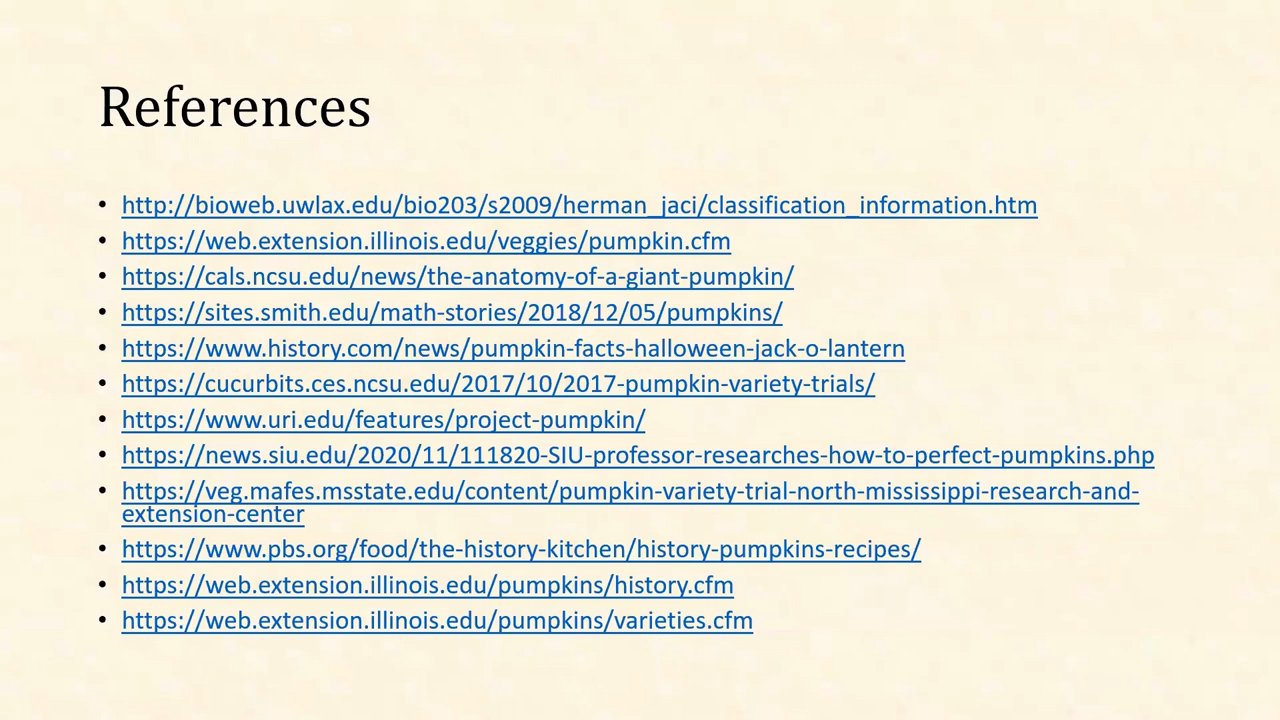 References
• http://bioweb.uwlax.edu/bio203/s2009/herman_jaci/classification_information.htm
• https://web.extension.illinois.edu/veggies/pumpkin.cfm
• https://cals.ncsu.edu/news/the-anatomy-of-a-giant-pumpkin/
• https://sites.smith.edu/math-stories/2018/12/05/pumpkins/
• https://www.history.com/news/pumpkin-facts-halloween-jack-o-lantern
• https://cucurbits.ces.ncsu.edu/2017/10/2017-pumpkin-variety-trials/
• https://www.uri.edu/features/project-pumpkin/
• https://news.siu.edu/2020/11/111820-SIU-professor-researches-how-to-perfect-pumpkins.php
• https://veg.mafes.msstate.edu/content/pumpkin-variety-trial-north-mississippi-research-and-
extension-center
• https://www.pbs.org/food/the-history-kitchen/history-pumpkins-recipes/
• https://web.extension.illinois.edu/pumpkins/history.cfm
• https://web.extension.illinois.edu/pumpkins/varieties.cfm